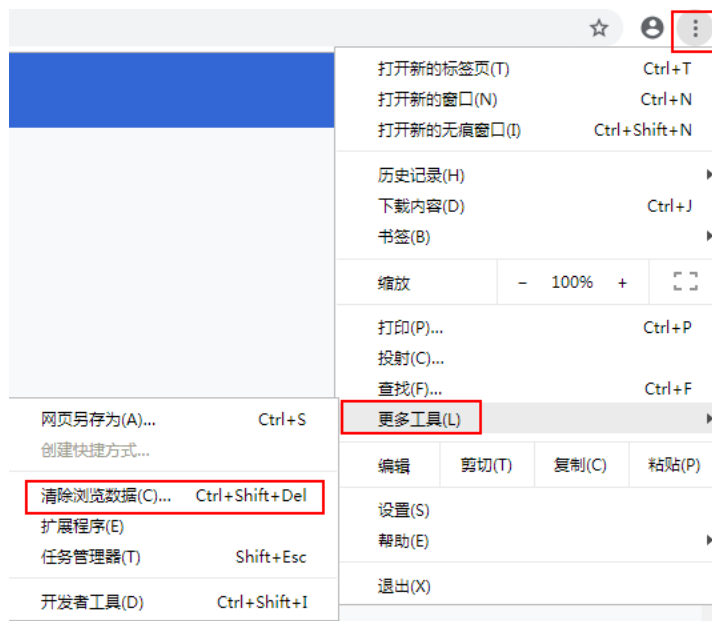 打开新的标签页(T) Ctrl+T
打开新的窗口(N) Ctrl+N
打开新的无痕窗口(I) Ctrl+Shift+N
历史记录(H)
下载内容(D) Ctrl+J
书签(B)
缩放 - 100% +
打印(P)... Ctrl+P
投射(C)...
查找(F)... Ctrl+F
更多工具(L)
编辑 剪切(T) 复制(C) 粘贴(P)
设置(S)
帮助(E)
退出(X)
网页另存为(A)... Ctrl+S
创建快捷方式...
清除浏览数据(C)... Ctrl+Shift+Del
扩展程序(E)
任务管理器(T) Shift+Esc
开发者工具(D) Ctrl+Shift+I